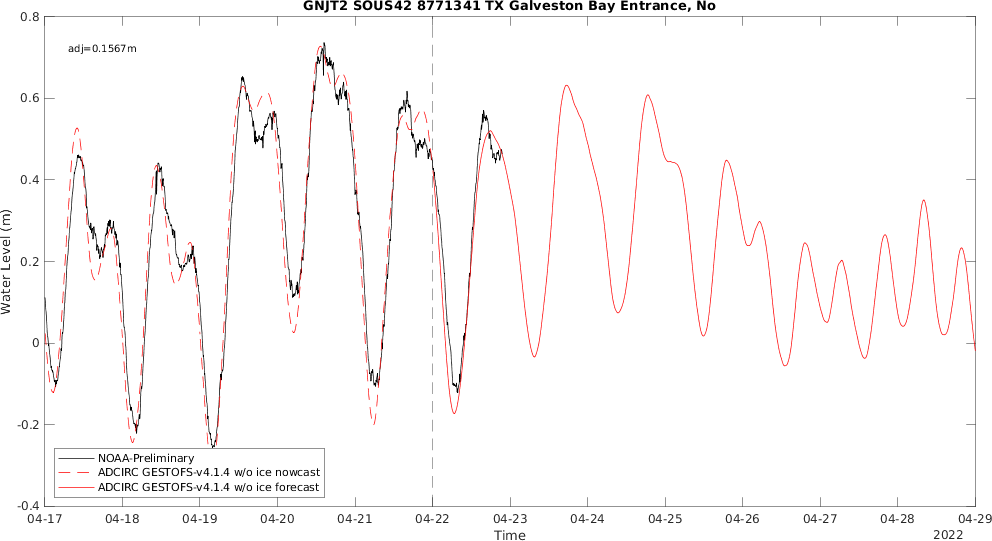 GNJT2 SOUS42 8771341 TX Galveston Bay Entrance, No
adj=0.1567m
0.8
0.6
0.4
0.2
0
-0.2
-0.4
Water Level (m)
NOAA-Preliminary
ADCIRC GESTOFS-v4.1.4 w/o ice nowcast
ADCIRC GESTOFS-v4.1.4 w/o ice forecast
04-17 04-18 04-19 04-20 04-21 04-22 04-23 04-24 04-25 04-26 04-27 04-28 04-29
Time
2022